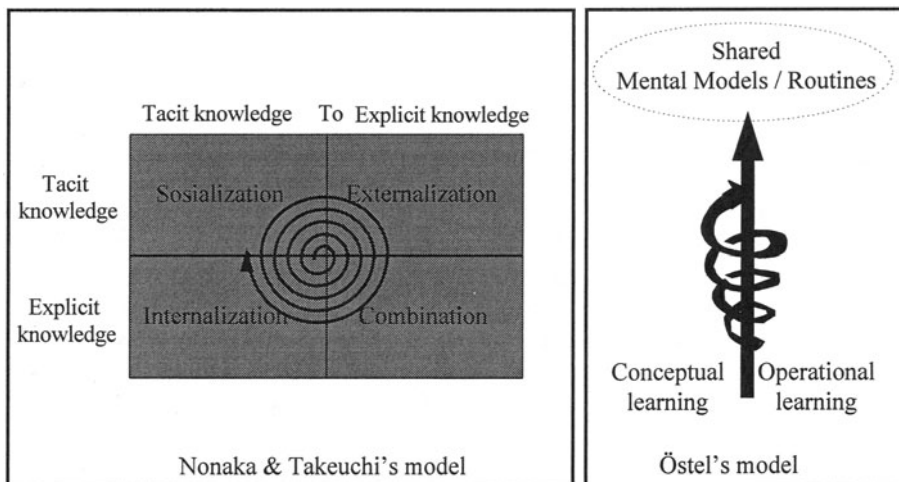 Tacit knowledge To Explicit knowledge
Tacit
knowledge
Sosialization Externalization
Explicit
knowledge
Internalization Combination
Nonaka & Takeuchi's model
Shared
Mental Models / Routines
Conceptual Operational
learning learning
Östel's model